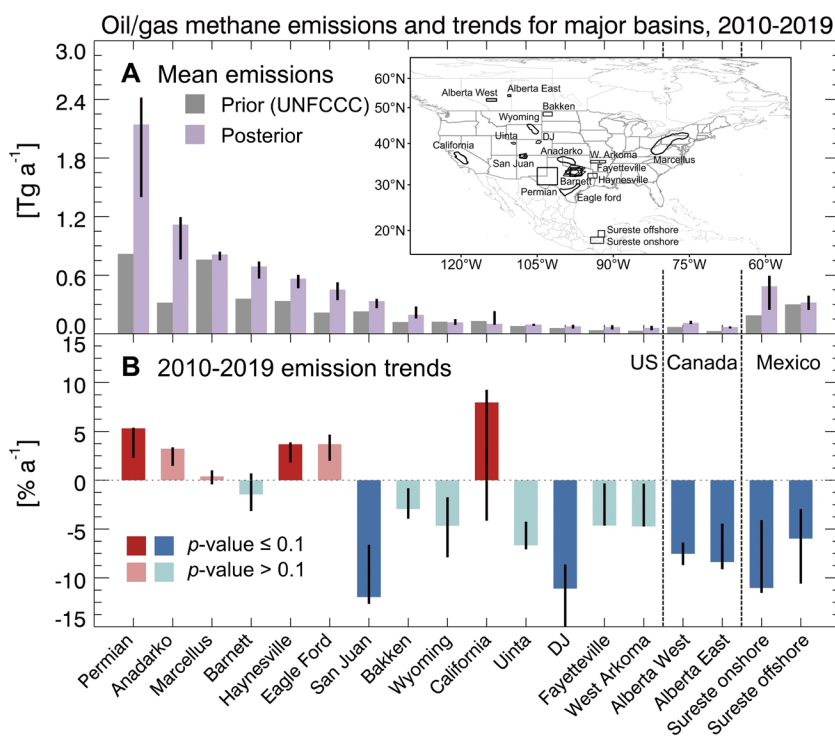 Oil/gas methane emissions and trends for major basins, 2010-2019
3.0
2.4
1.8
1.2
0.6
0.0
[Tg a⁻¹]
A Mean emissions
Prior (UNFCCC)
Posterior
60°N
50°N
40°N
30°N
20°N
120°W 105°W 90°W 75°W 60°W
Alberta West
Alberta East
Bakken
Wyoming
Uinta
DJ
California
San Juan
Anadarko
W. Arkoma
Fayetteville
Marcellus
Barnett
Haynesville
Permian
Eagle ford
Sureste offshore
Sureste onshore
15
10
5
0
-5
-10
-15
[% a⁻¹]
B 2010-2019 emission trends
US
Canada
Mexico
p-value ≤ 0.1
p-value > 0.1
Permian
Anadarko
Marcellus
Barnett
Haynesville
Eagle Ford
San Juan
Bakken
Wyoming
California
Uinta
DJ
Fayetteville
West Arkoma
Alberta West
Alberta East
Sureste onshore
Sureste offshore